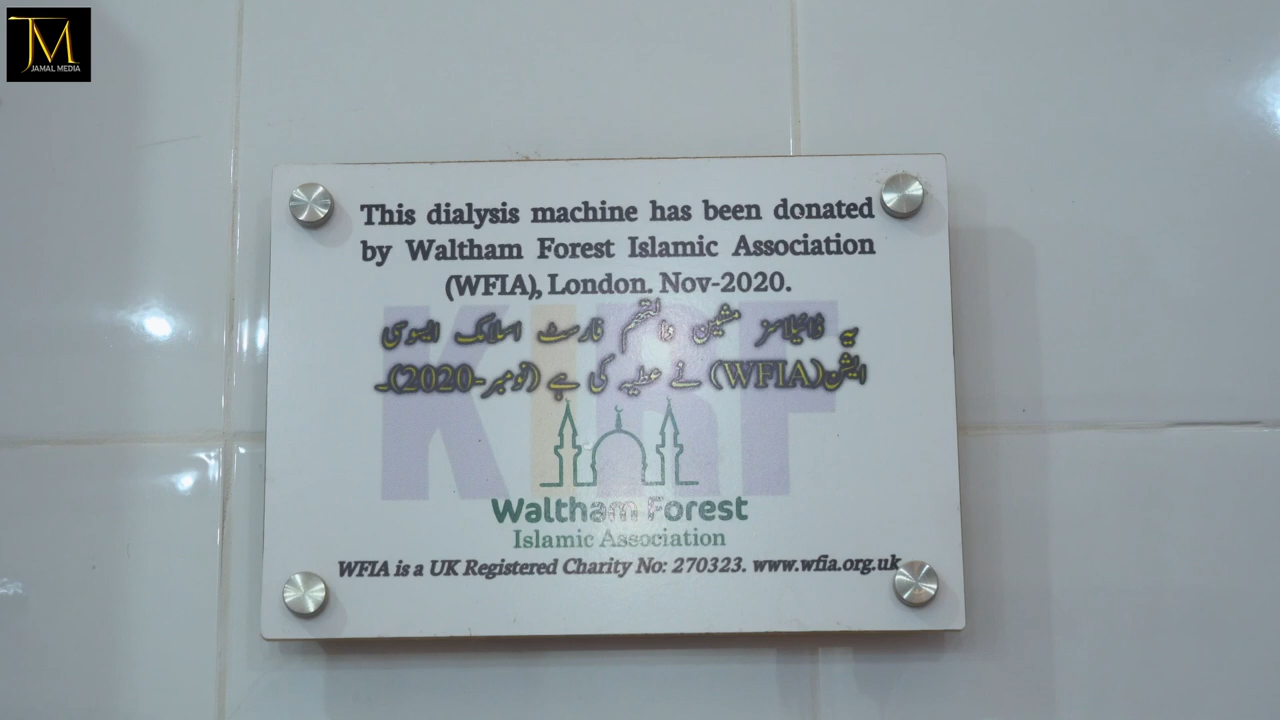 JM
JAMAL MEDIA
This dialysis machine has been donated
by Waltham Forest Islamic Association
(WFIA), London. Nov-2020.
یہ ڈائیلاسز مشین والتھم فارسٹ اسلامک ایسوسی
ایشن(WFIA) نے عطیہ کی ہے (نومبر-2020)۔
KIRF
Waltham Forest
Islamic Association
WFIA is a UK Registered Charity No: 270323. www.wfia.org.uk